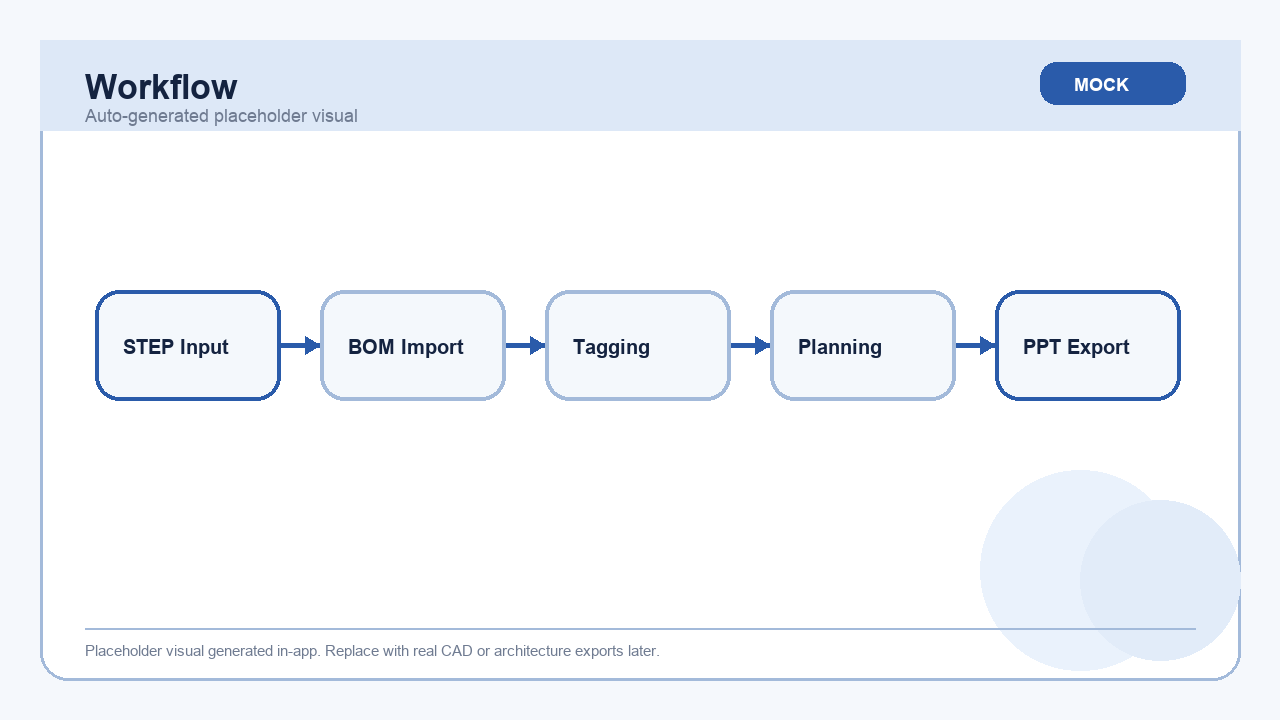 Workflow
MOCK
Auto-generated placeholder visual
STEP Input
BOM Import
Tagging
Planning
PPT Export
Placeholder visual generated in-app. Replace with real CAD or architecture exports later.